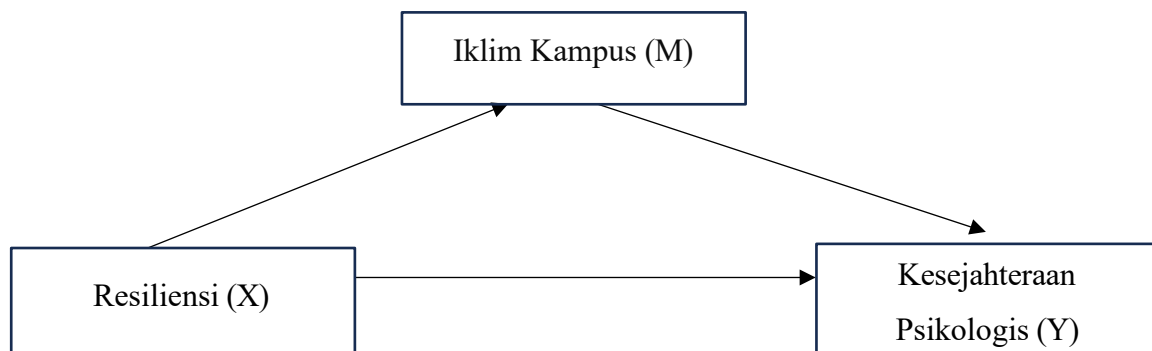 Iklim Kampus (M)
Resiliensi (X)
Kesejahteraan
Psikologis (Y)